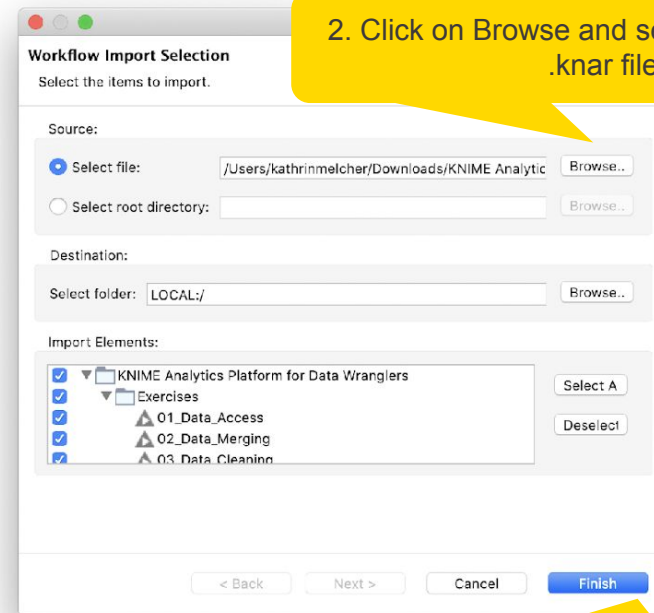 2. Click on Browse and se
.knar file
Workflow Import Selection
Select the items to import.
Source:
Select file: /Users/kathrinmelcher/Downloads/KNIME Analytic Browse..
Select root directory: Browse..
Destination:
Select folder: LOCAL:/ Browse..
Import Elements:
KNIME Analytics Platform for Data Wranglers
Select A
Exercises
01_Data_Access
Deselect
02_Data_Merging
03_Data_Cleaning
< Back Next > Cancel Finish